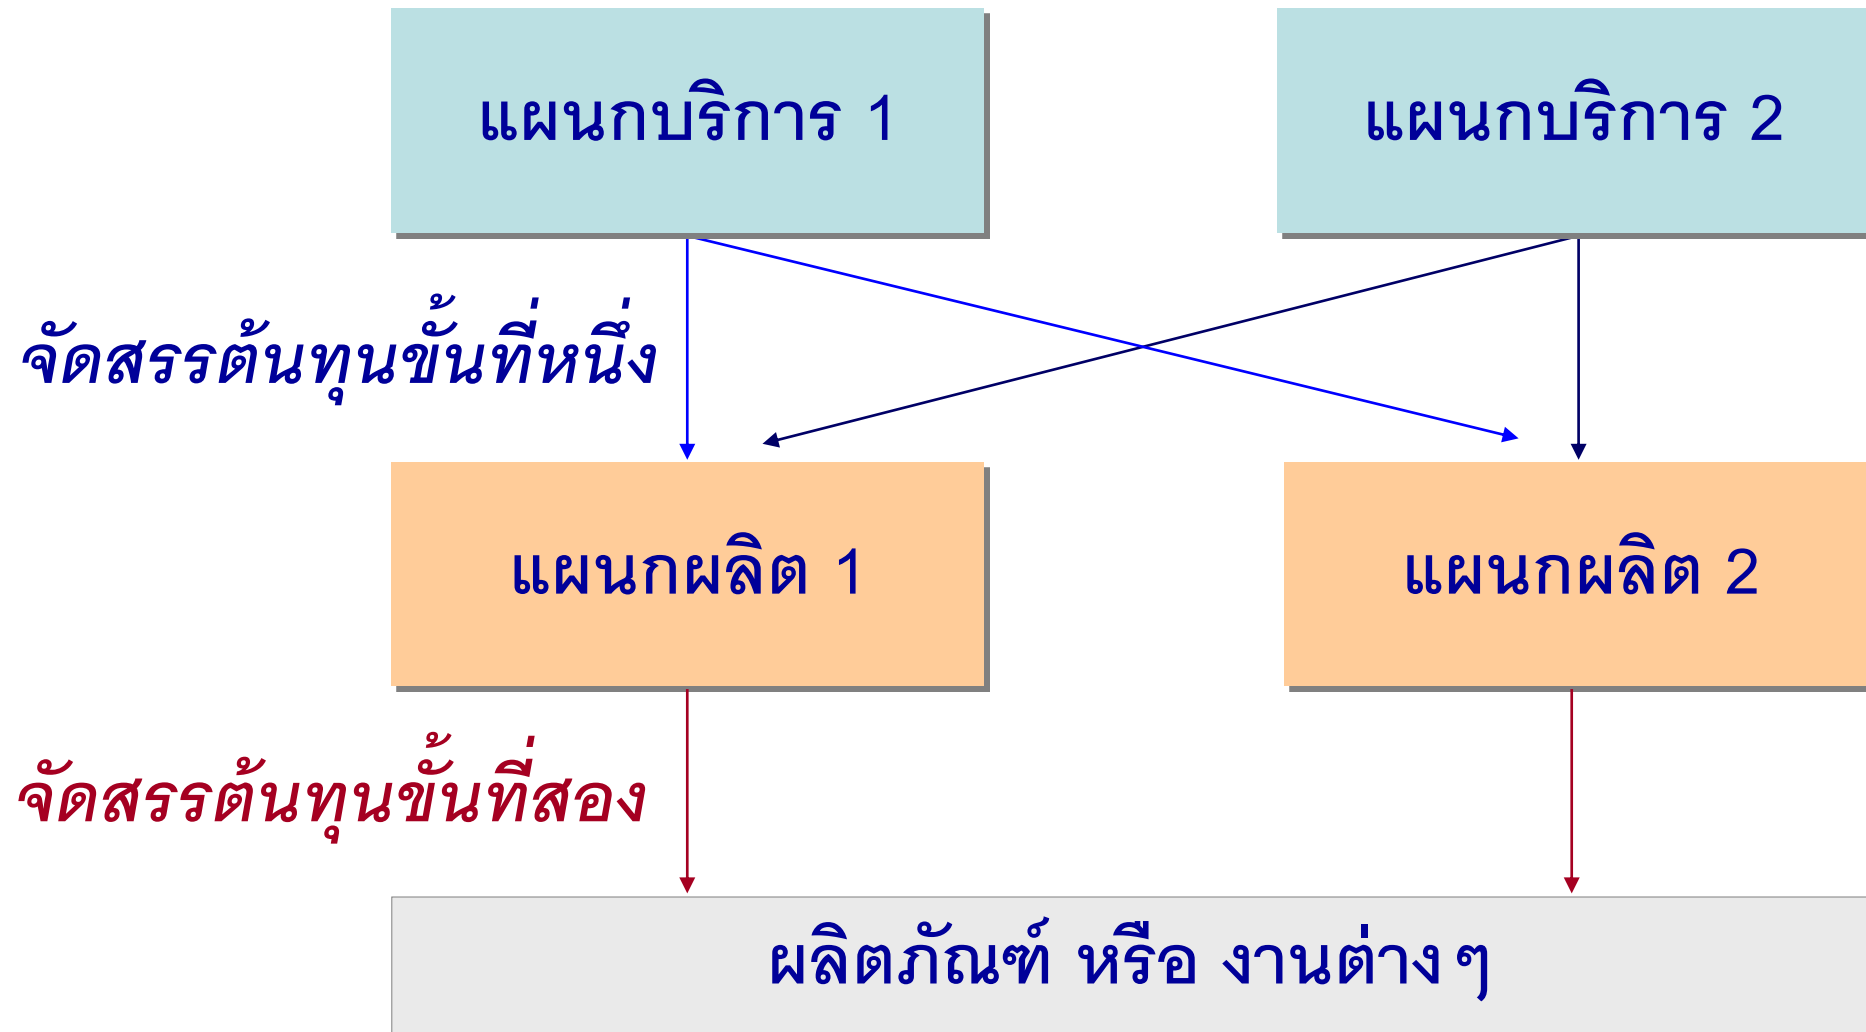 แผนกบริการ 1
แผนกบริการ 2
จัดสรรต้นทุนขั้นที่หนึ่ง
แผนกผลิต 1
แผนกผลิต 2
จัดสรรต้นทุนขั้นที่สอง
ผลิตภัณฑ์ หรือ งานต่างๆ